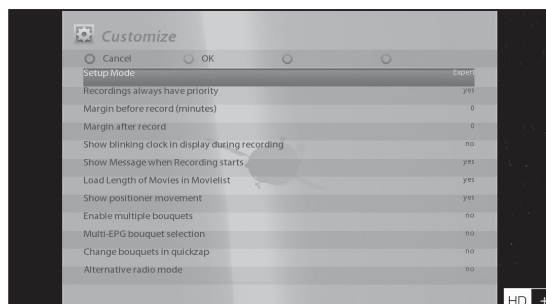 Customize
Cancel OK
Setup Mode Expert
Recordings always have priority yes
Margin before record (minutes) 0
Margin after record 0
Show blinking clock in display during recording no
Show Message when Recording starts yes
Load Length of Movies in Movielist yes
Show positioner movement yes
Enable multiple bouquets no
Multi-EPG bouquet selection no
Change bouquets in quickzap no
Alternative radio mode no
HD +